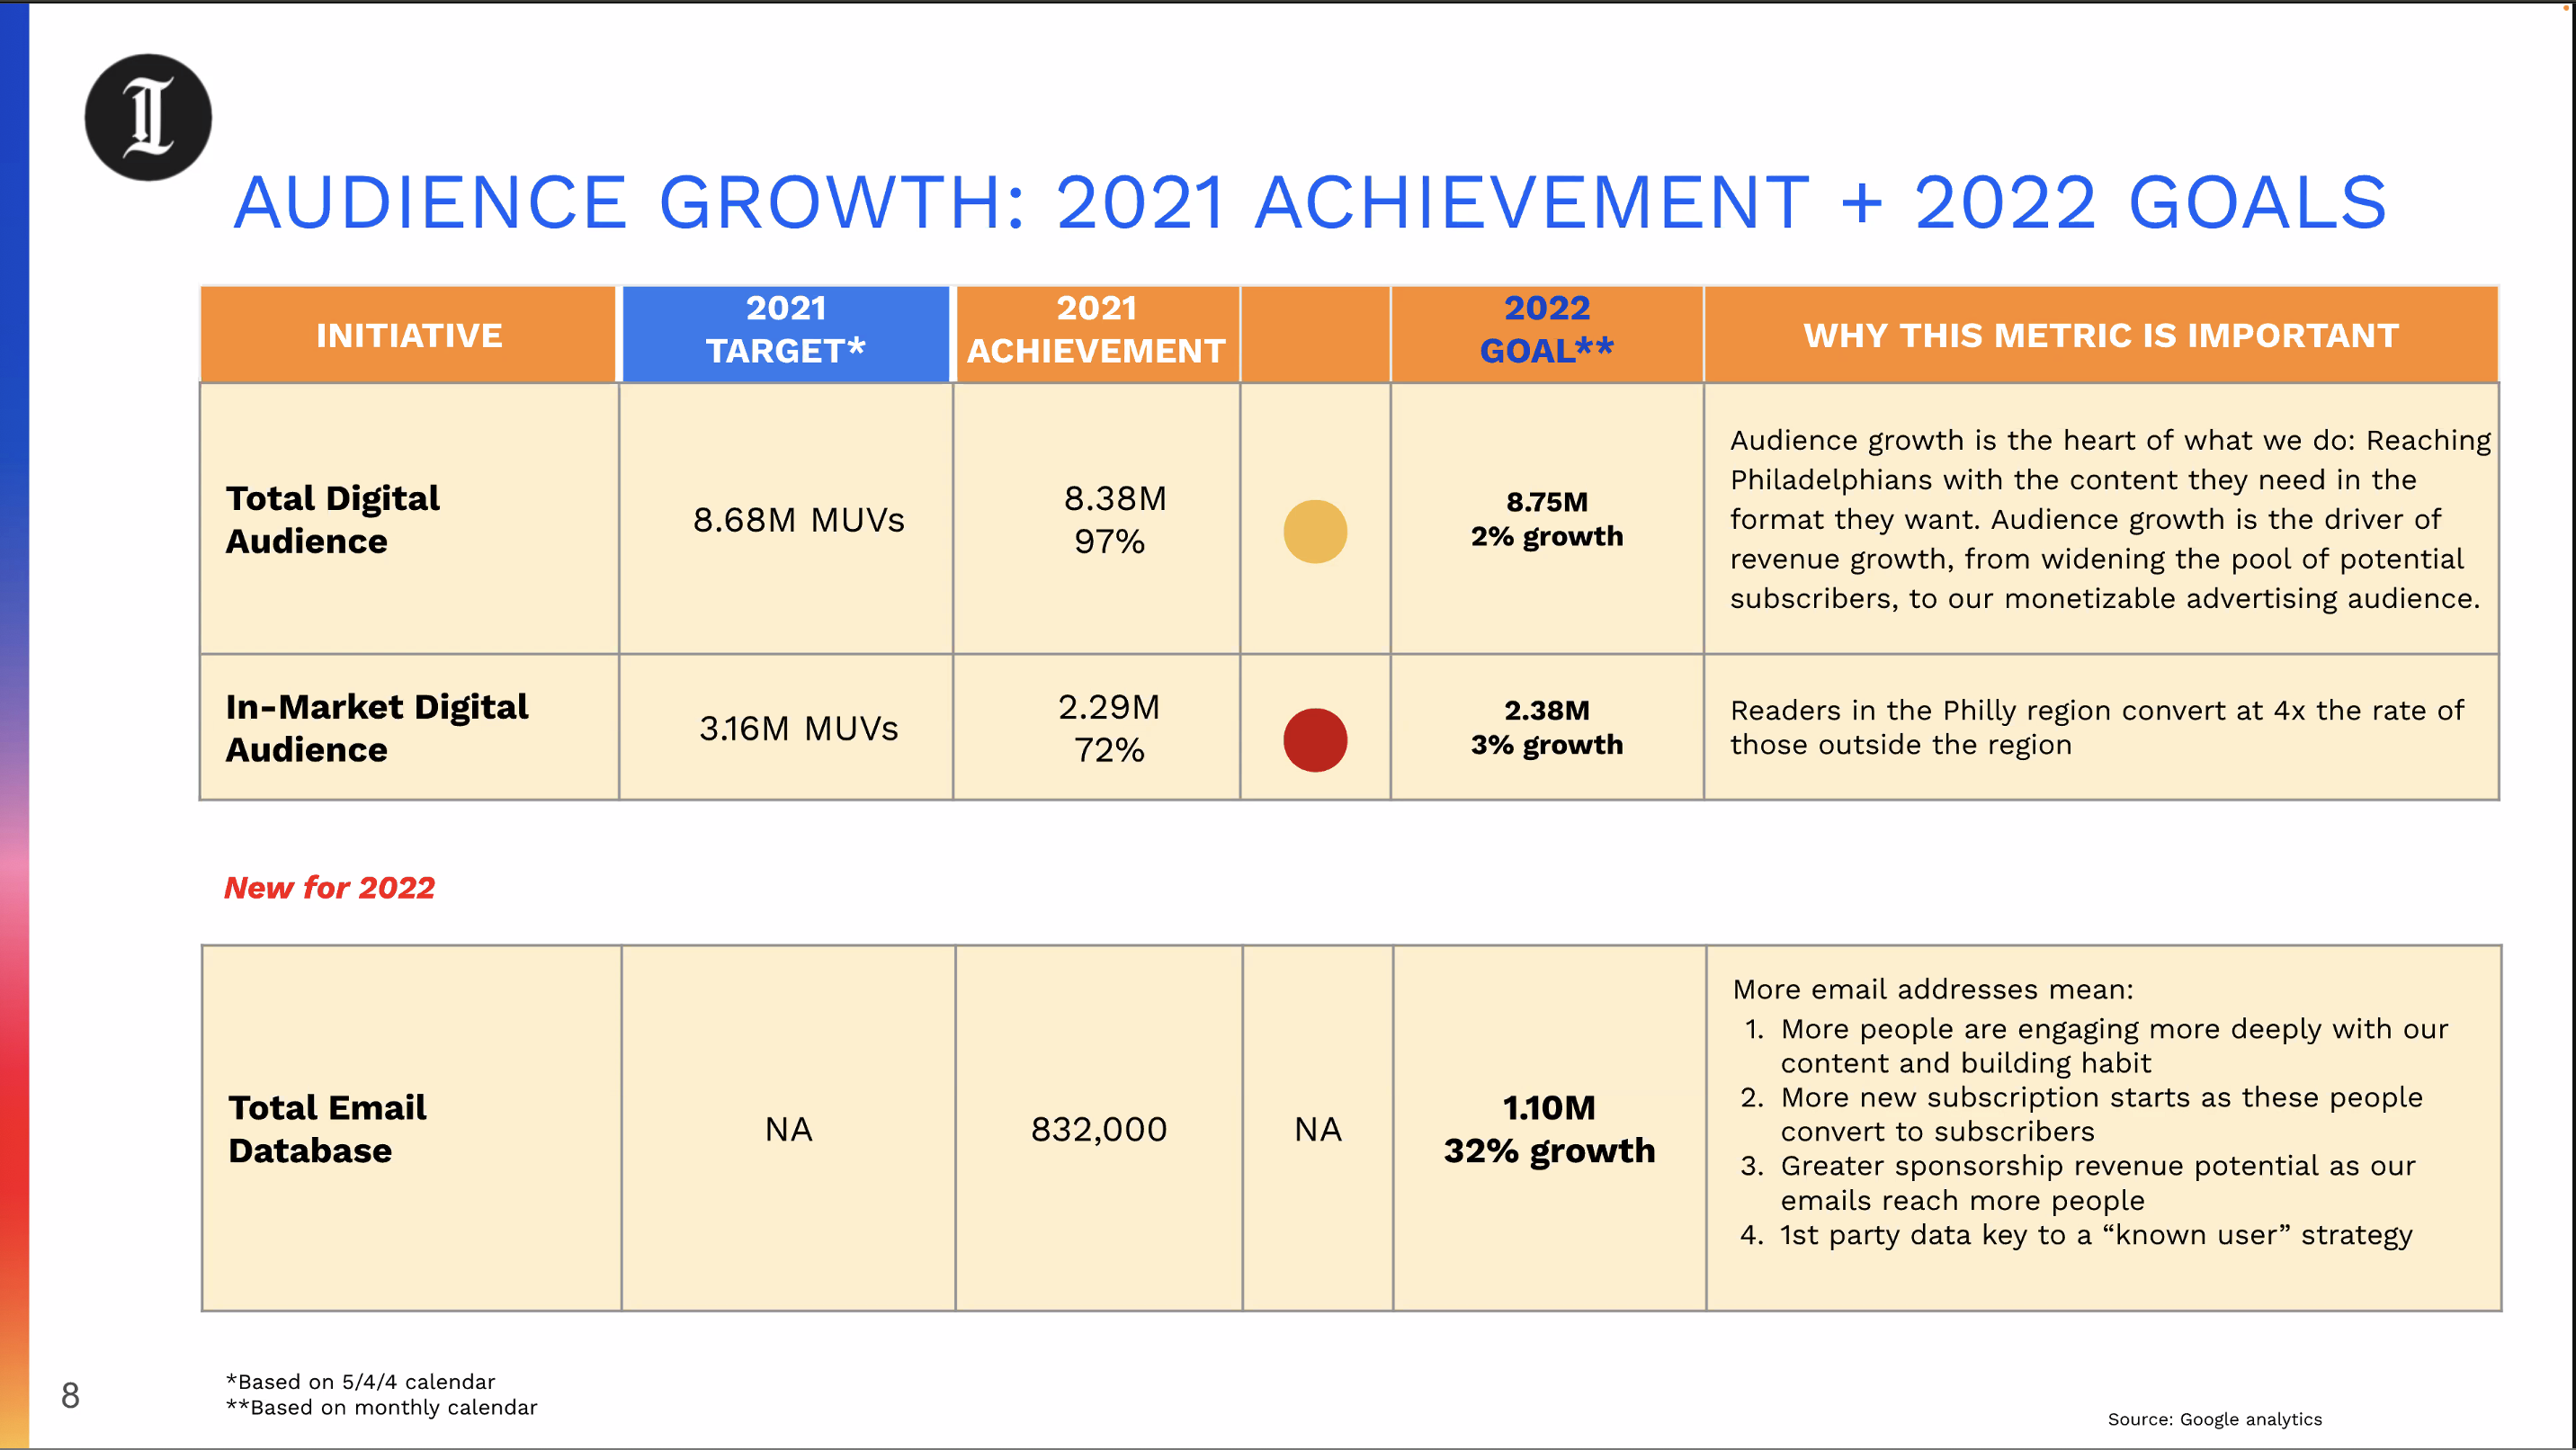 I
AUDIENCE GROWTH: 2021 ACHIEVEMENT + 2022 GOALS
INITIATIVE
2021
TARGET*
2021
ACHIEVEMENT
2022
GOAL**
WHY THIS METRIC IS IMPORTANT
Total Digital
Audience
8.68M MUVs
8.38M
97%
8.75M
2% growth
Audience growth is the heart of what we do: Reaching
Philadelphians with the content they need in the
format they want. Audience growth is the driver of
revenue growth, from widening the pool of potential
subscribers, to our monetizable advertising audience.
In-Market Digital
Audience
3.16M MUVs
2.29M
72%
2.38M
3% growth
Readers in the Philly region convert at 4x the rate of
those outside the region
New for 2022
Total Email
Database
NA
832,000
NA
1.10M
32% growth
More email addresses mean:
1. More people are engaging more deeply with our
content and building habit
2. More new subscription starts as these people
convert to subscribers
3. Greater sponsorship revenue potential as our
emails reach more people
4. 1st party data key to a “known user” strategy
8
*Based on 5/4/4 calendar
**Based on monthly calendar
Source: Google analytics